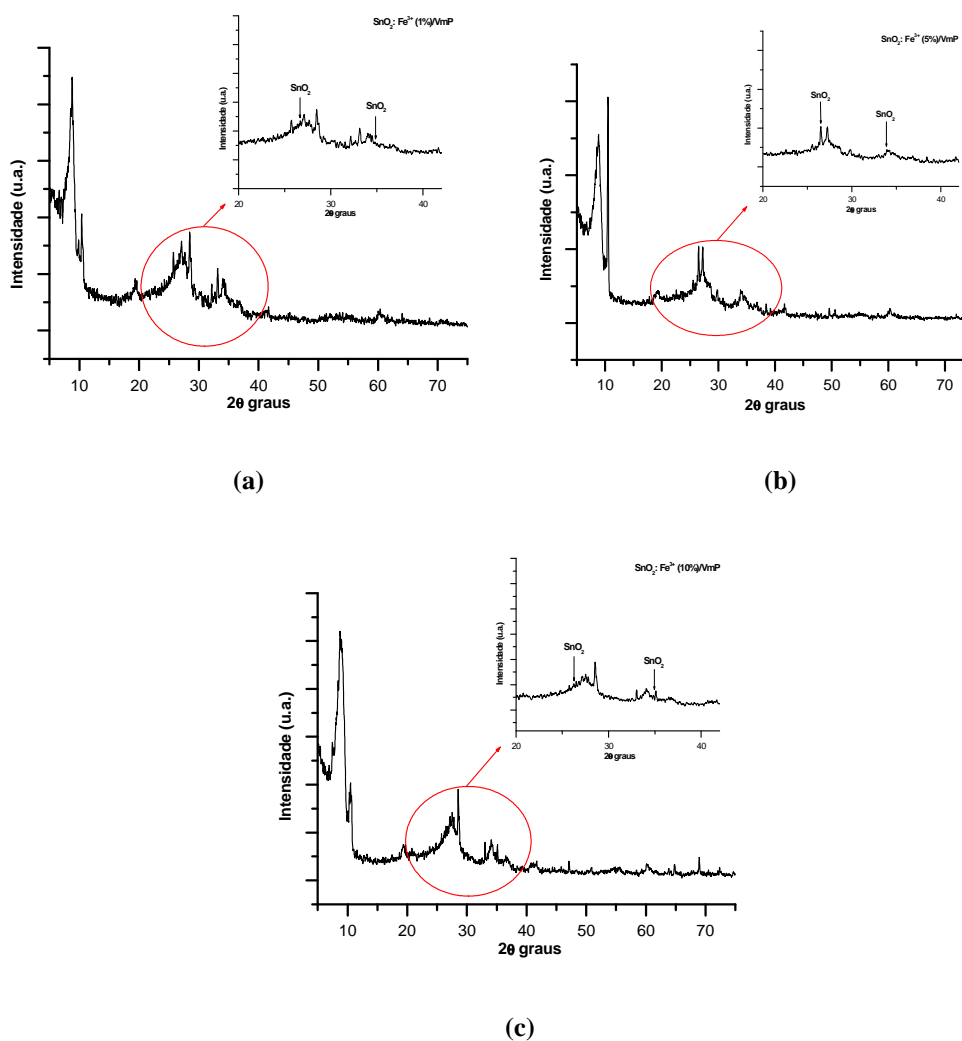 SnO₂: F³⁺ (1%)/VmP
Intensidade (u.a.)
SnO₂
SnO₂
20
30
40
2θ graus
Intensidade (u.a.)
10
20
30
40
50
60
70
2θ graus
(a)
SnO₂: Fe³⁺ (5%)/VmP
Intensidade (u.a.)
SnO₂
SnO₂
20
30
40
2θ graus
Intensidade (u.a.)
10
20
30
40
50
60
70
2θ graus
(b)
SnO₂: Fe³⁺ (10%)/VmP
Intensidade (u.a.)
SnO₂
SnO₂
20
30
40
2θ graus
Intensidade (u.a.)
10
20
30
40
50
60
70
2θ graus
(c)